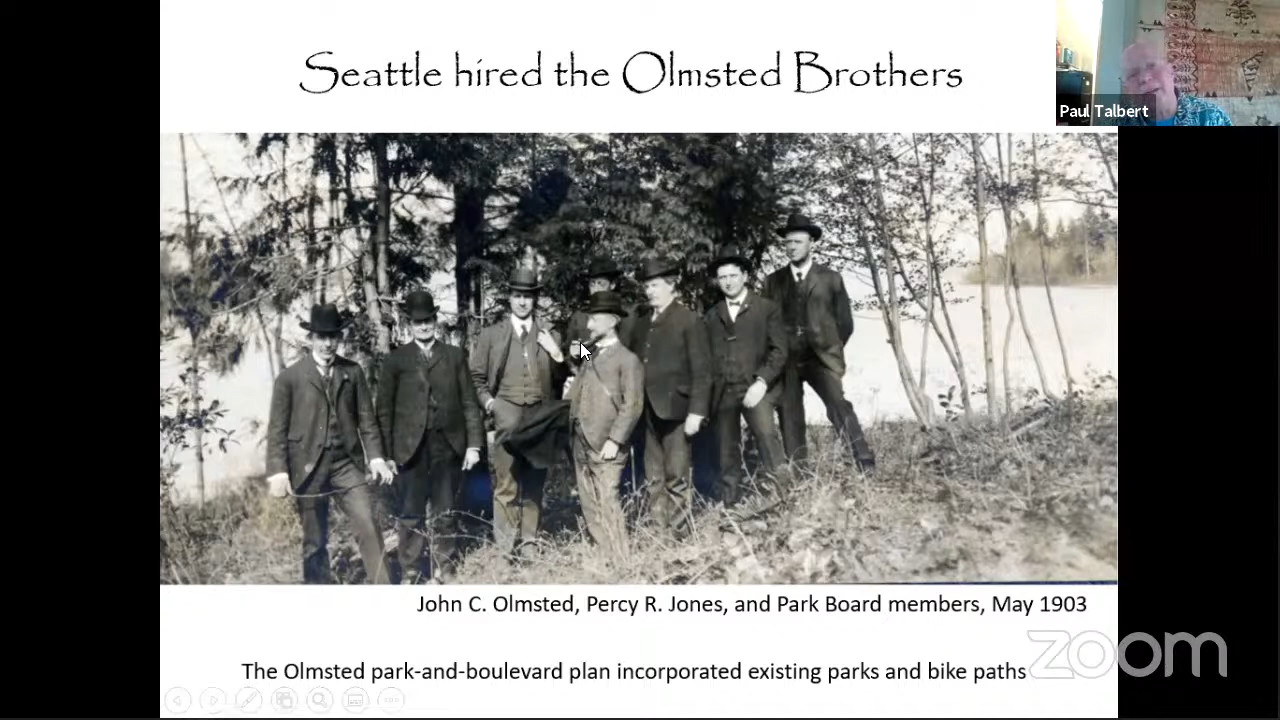 Seattle hired the Olmsted Brothers
Paul Talbert
John C. Olmsted, Percy R. Jones, and Park Board members, May 1903
zoom
The Olmsted park-and-boulevard plan incorporated existing parks and bike paths